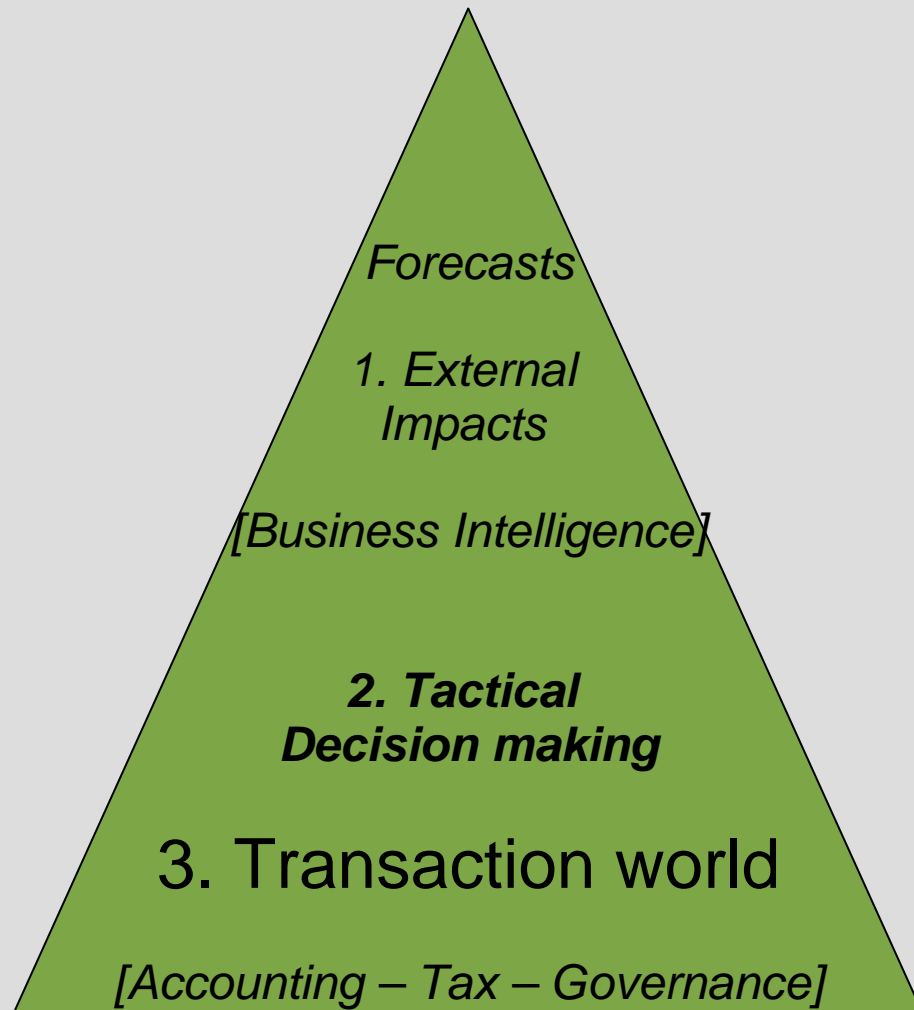 Forecasts
1. External
Impacts
[Business Intelligence]
2. Tactical
Decision making
3. Transaction world
[Accounting – Tax – Governance]